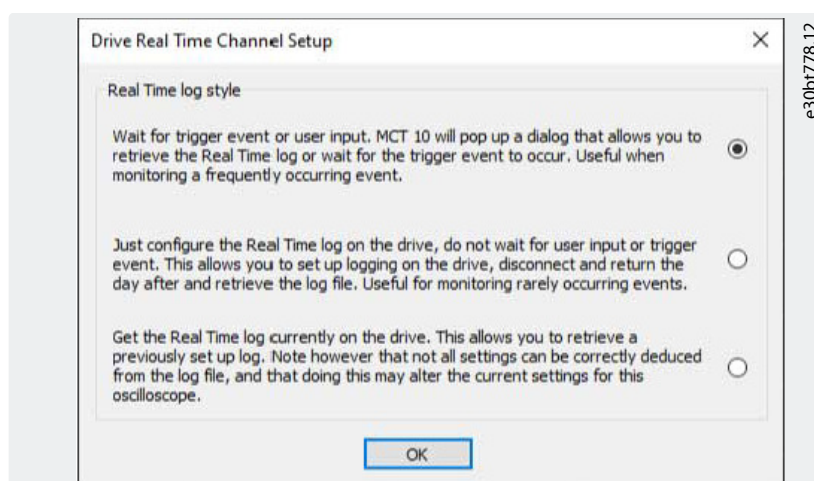 Drive Real Time Channel Setup
Real Time log style
Wait for trigger event or user input. MCT 10 will pop up a dialog that allows you to
retrieve the Real Time log or wait for the trigger event to occur. Useful when
monitoring a frequently occurring event.
Just configure the Real Time log on the drive, do not wait for user input or trigger
event. This allows you to set up logging on the drive, disconnect and return the
day after and retrieve the log file. Useful for monitoring rarely occurring events.
Get the Real Time log currently on the drive. This allows you to retrieve a
previously set up log. Note however that not all settings can be correctly deduced
from the log file, and that doing this may alter the current settings for this
oscilloscope.
OK
e30bt778.12